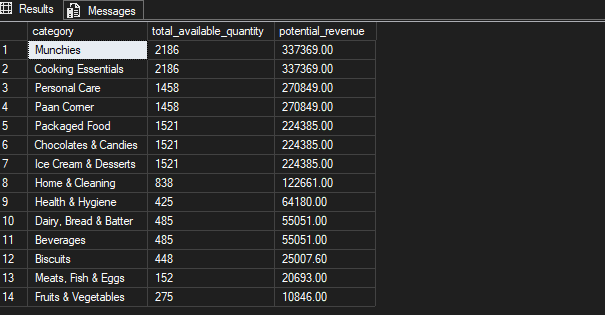 Results Messages
category total_available_quantity potential_revenue
1 Munchies 2186 337369.00
2 Cooking Essentials 2186 337369.00
3 Personal Care 1458 270849.00
4 Paan Corner 1458 270849.00
5 Packaged Food 1521 224385.00
6 Chocolates & Candies 1521 224385.00
7 Ice Cream & Desserts 1521 224385.00
8 Home & Cleaning 838 122661.00
9 Health & Hygiene 425 64180.00
10 Dairy, Bread & Batter 485 55051.00
11 Beverages 485 55051.00
12 Biscuits 448 25007.60
13 Meats, Fish & Eggs 152 20693.00
14 Fruits & Vegetables 275 10846.00